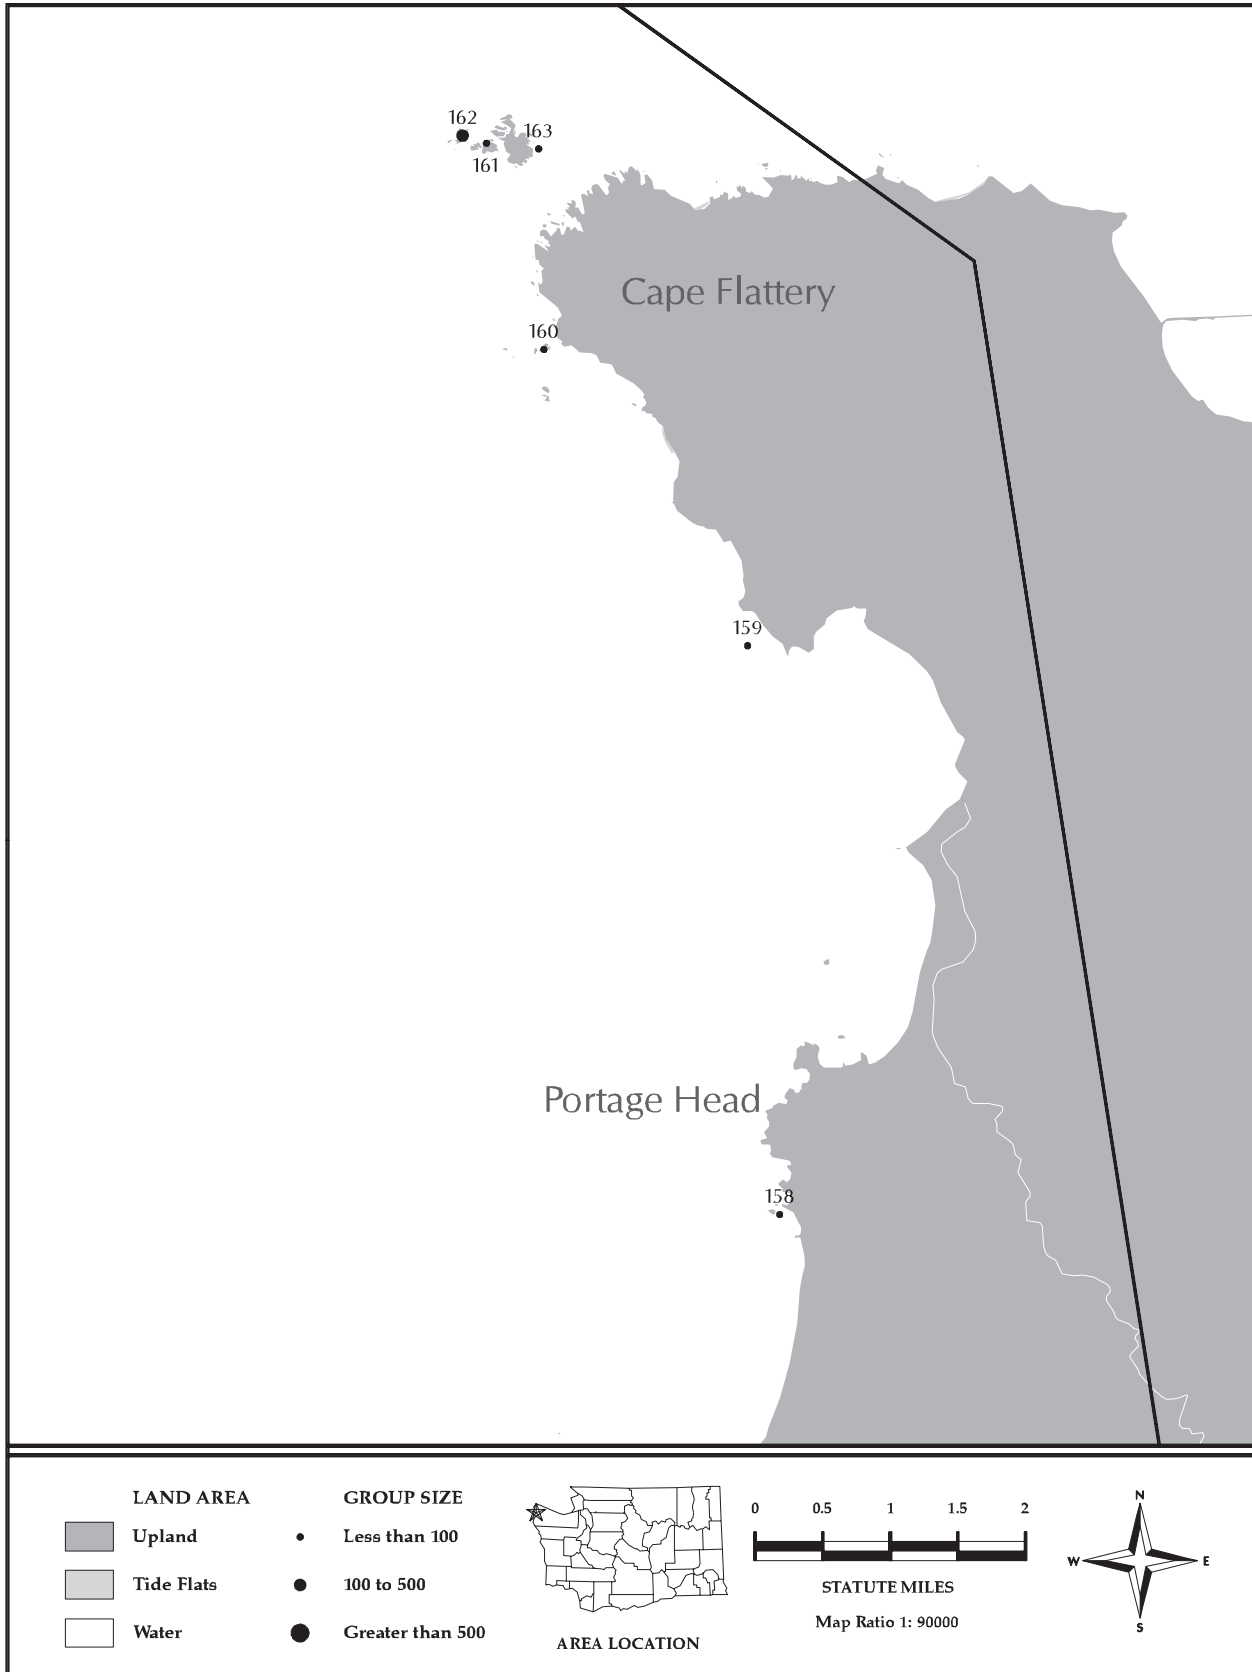 162
163
161
Cape Flattery
160
159
Portage Head
158
LAND AREA
Upland
Tide Flats
Water
GROUP SIZE
Less than 100
100 to 500
Greater than 500
AREA LOCATION
0 0.5 1 1.5 2
STATUTE MILES
Map Ratio 1: 90000
N
W E
S